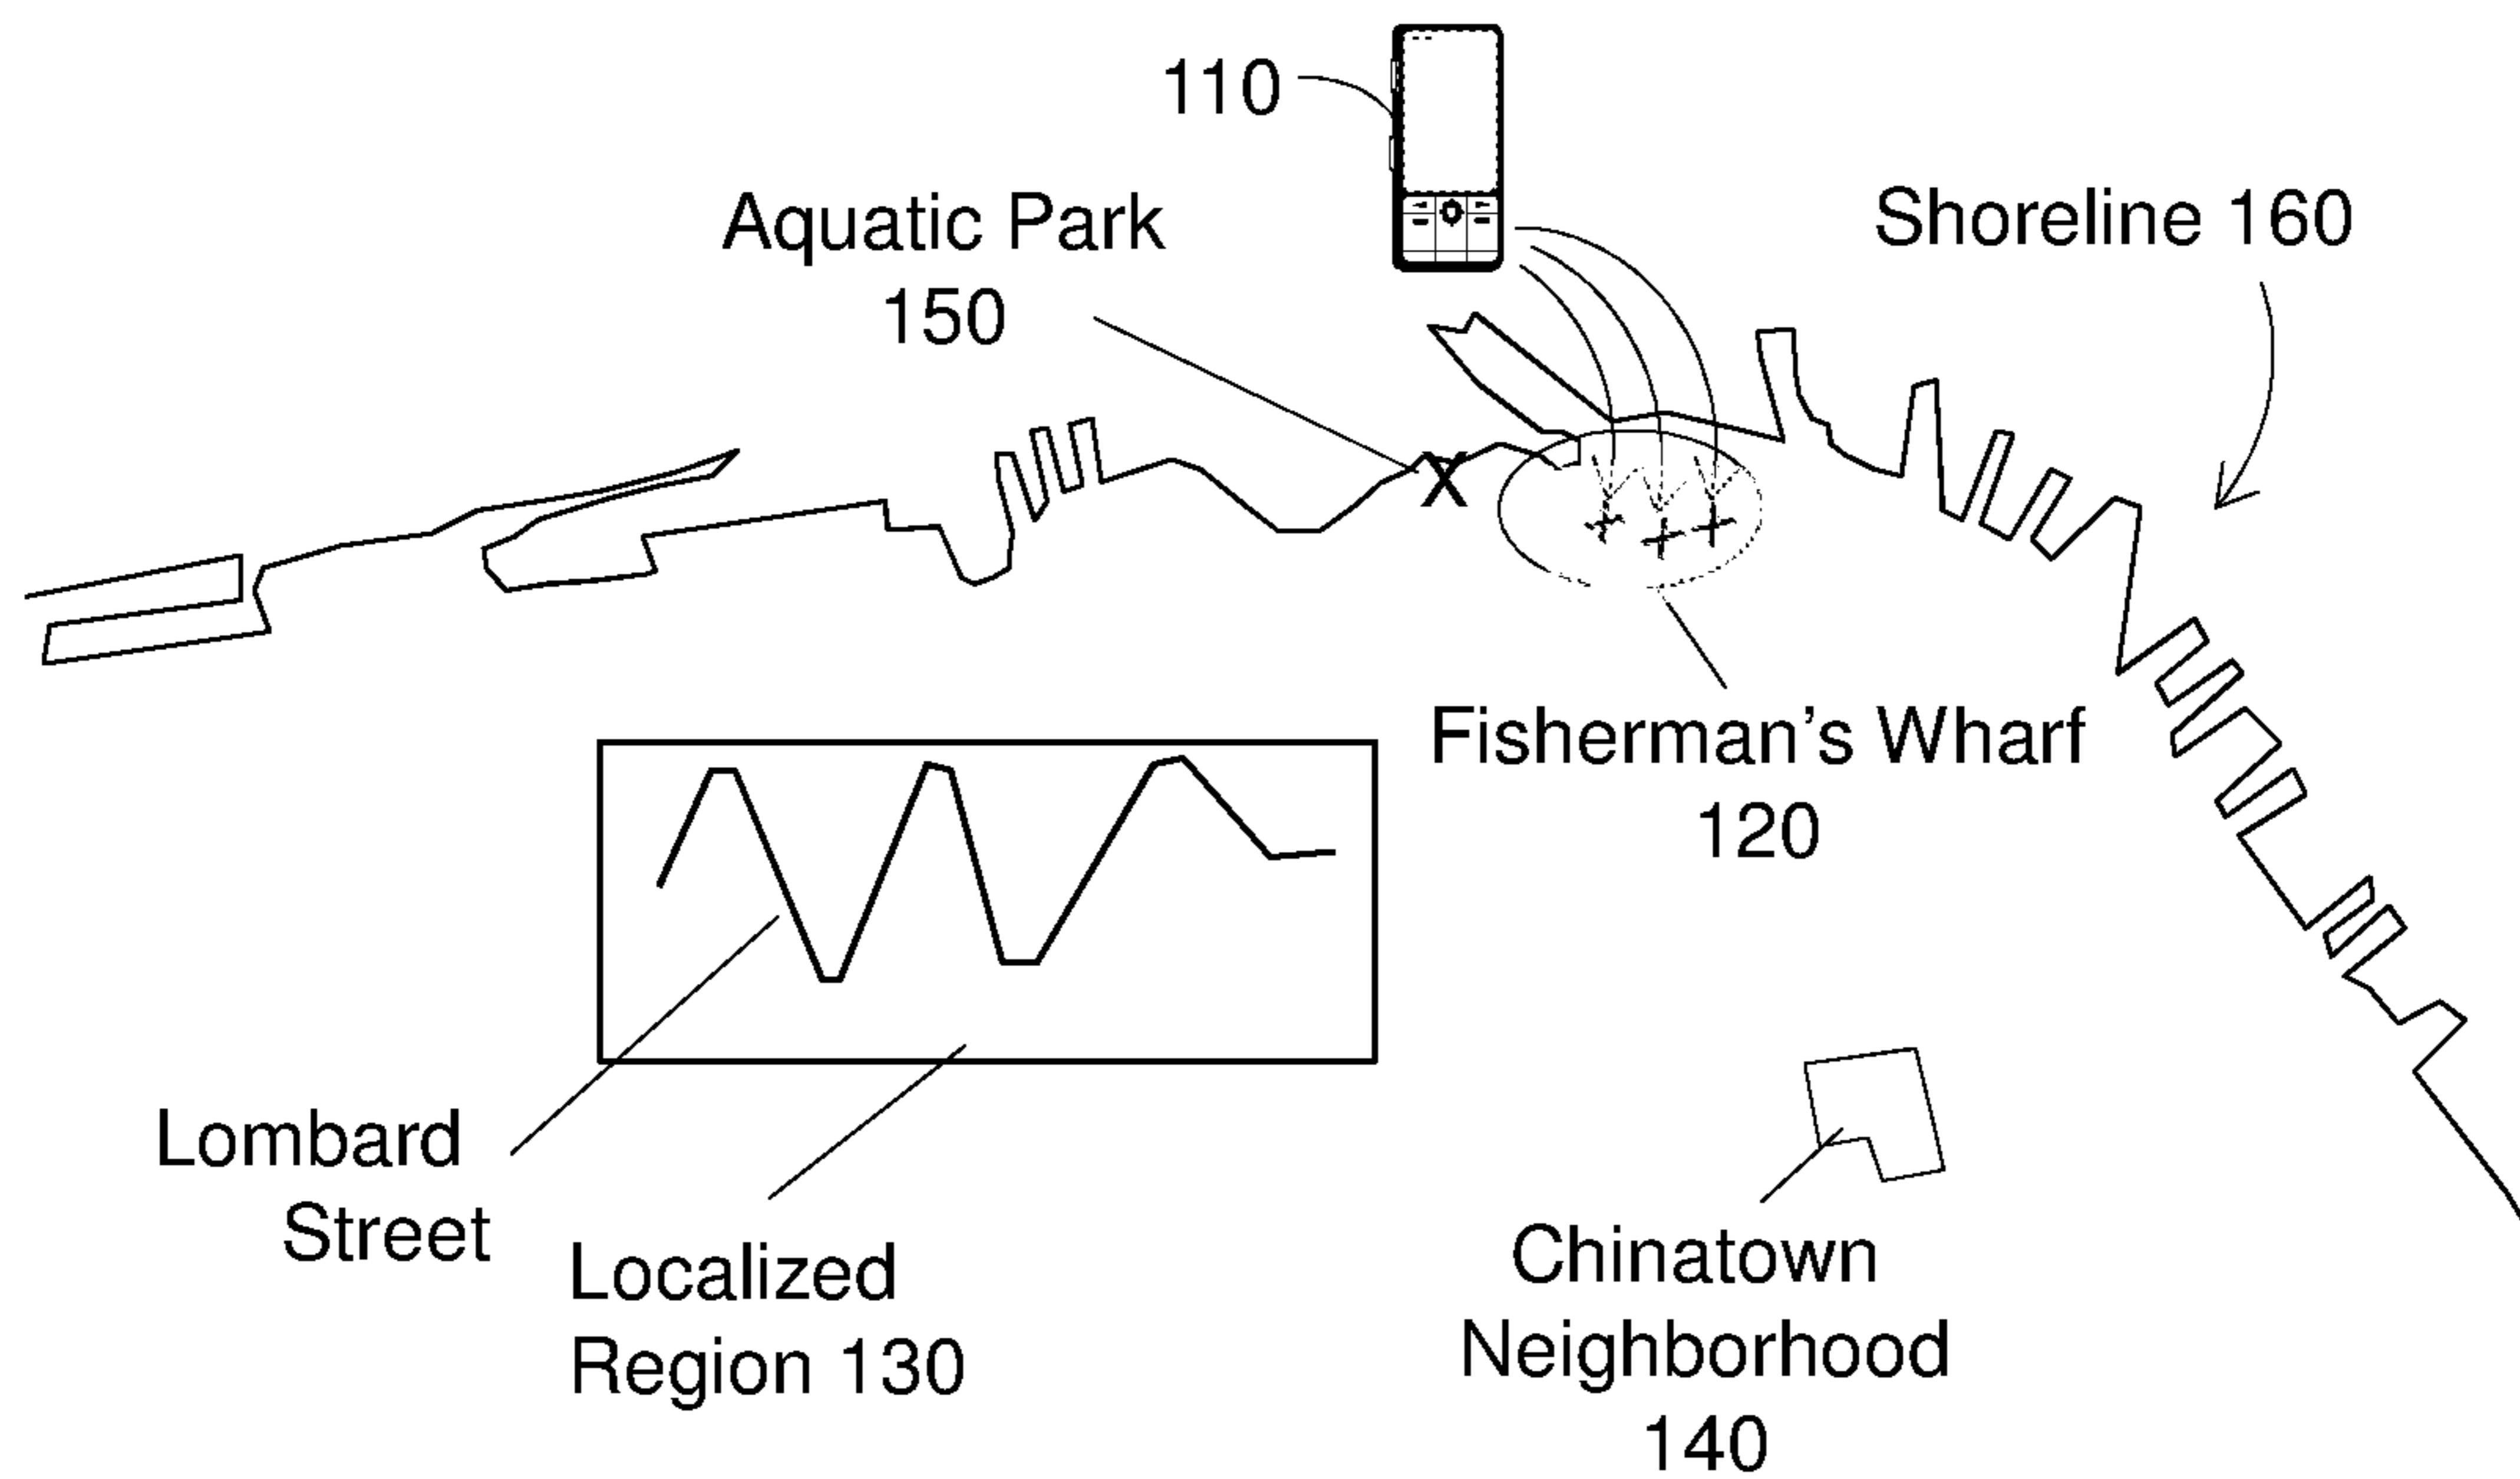 110
Aquatic Park
150
Shoreline 160
X
Fisherman's Wharf
120
Lombard
Street
Localized
Region 130
Chinatown
Neighborhood
140